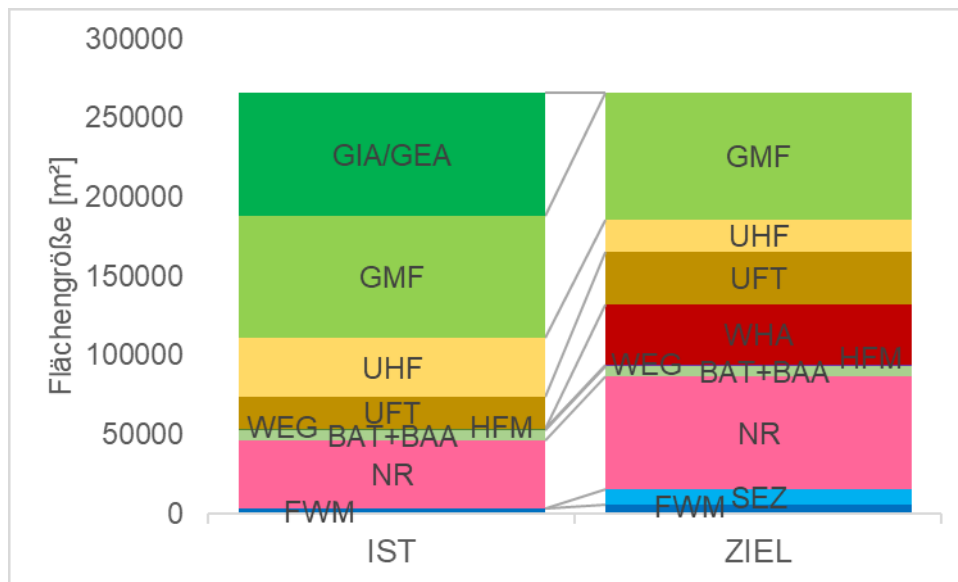 Flächengröße [m²]
300000
250000
200000
150000
100000
50000
0
GIA/GEA
GMF
UHF
UFT
WEG
BAT+BAA
HFM
NR
FWM
GMF
UHF
UFT
WHA
WEG
BAT+BAA
HFM
NR
SEZ
FWM
IST
ZIEL